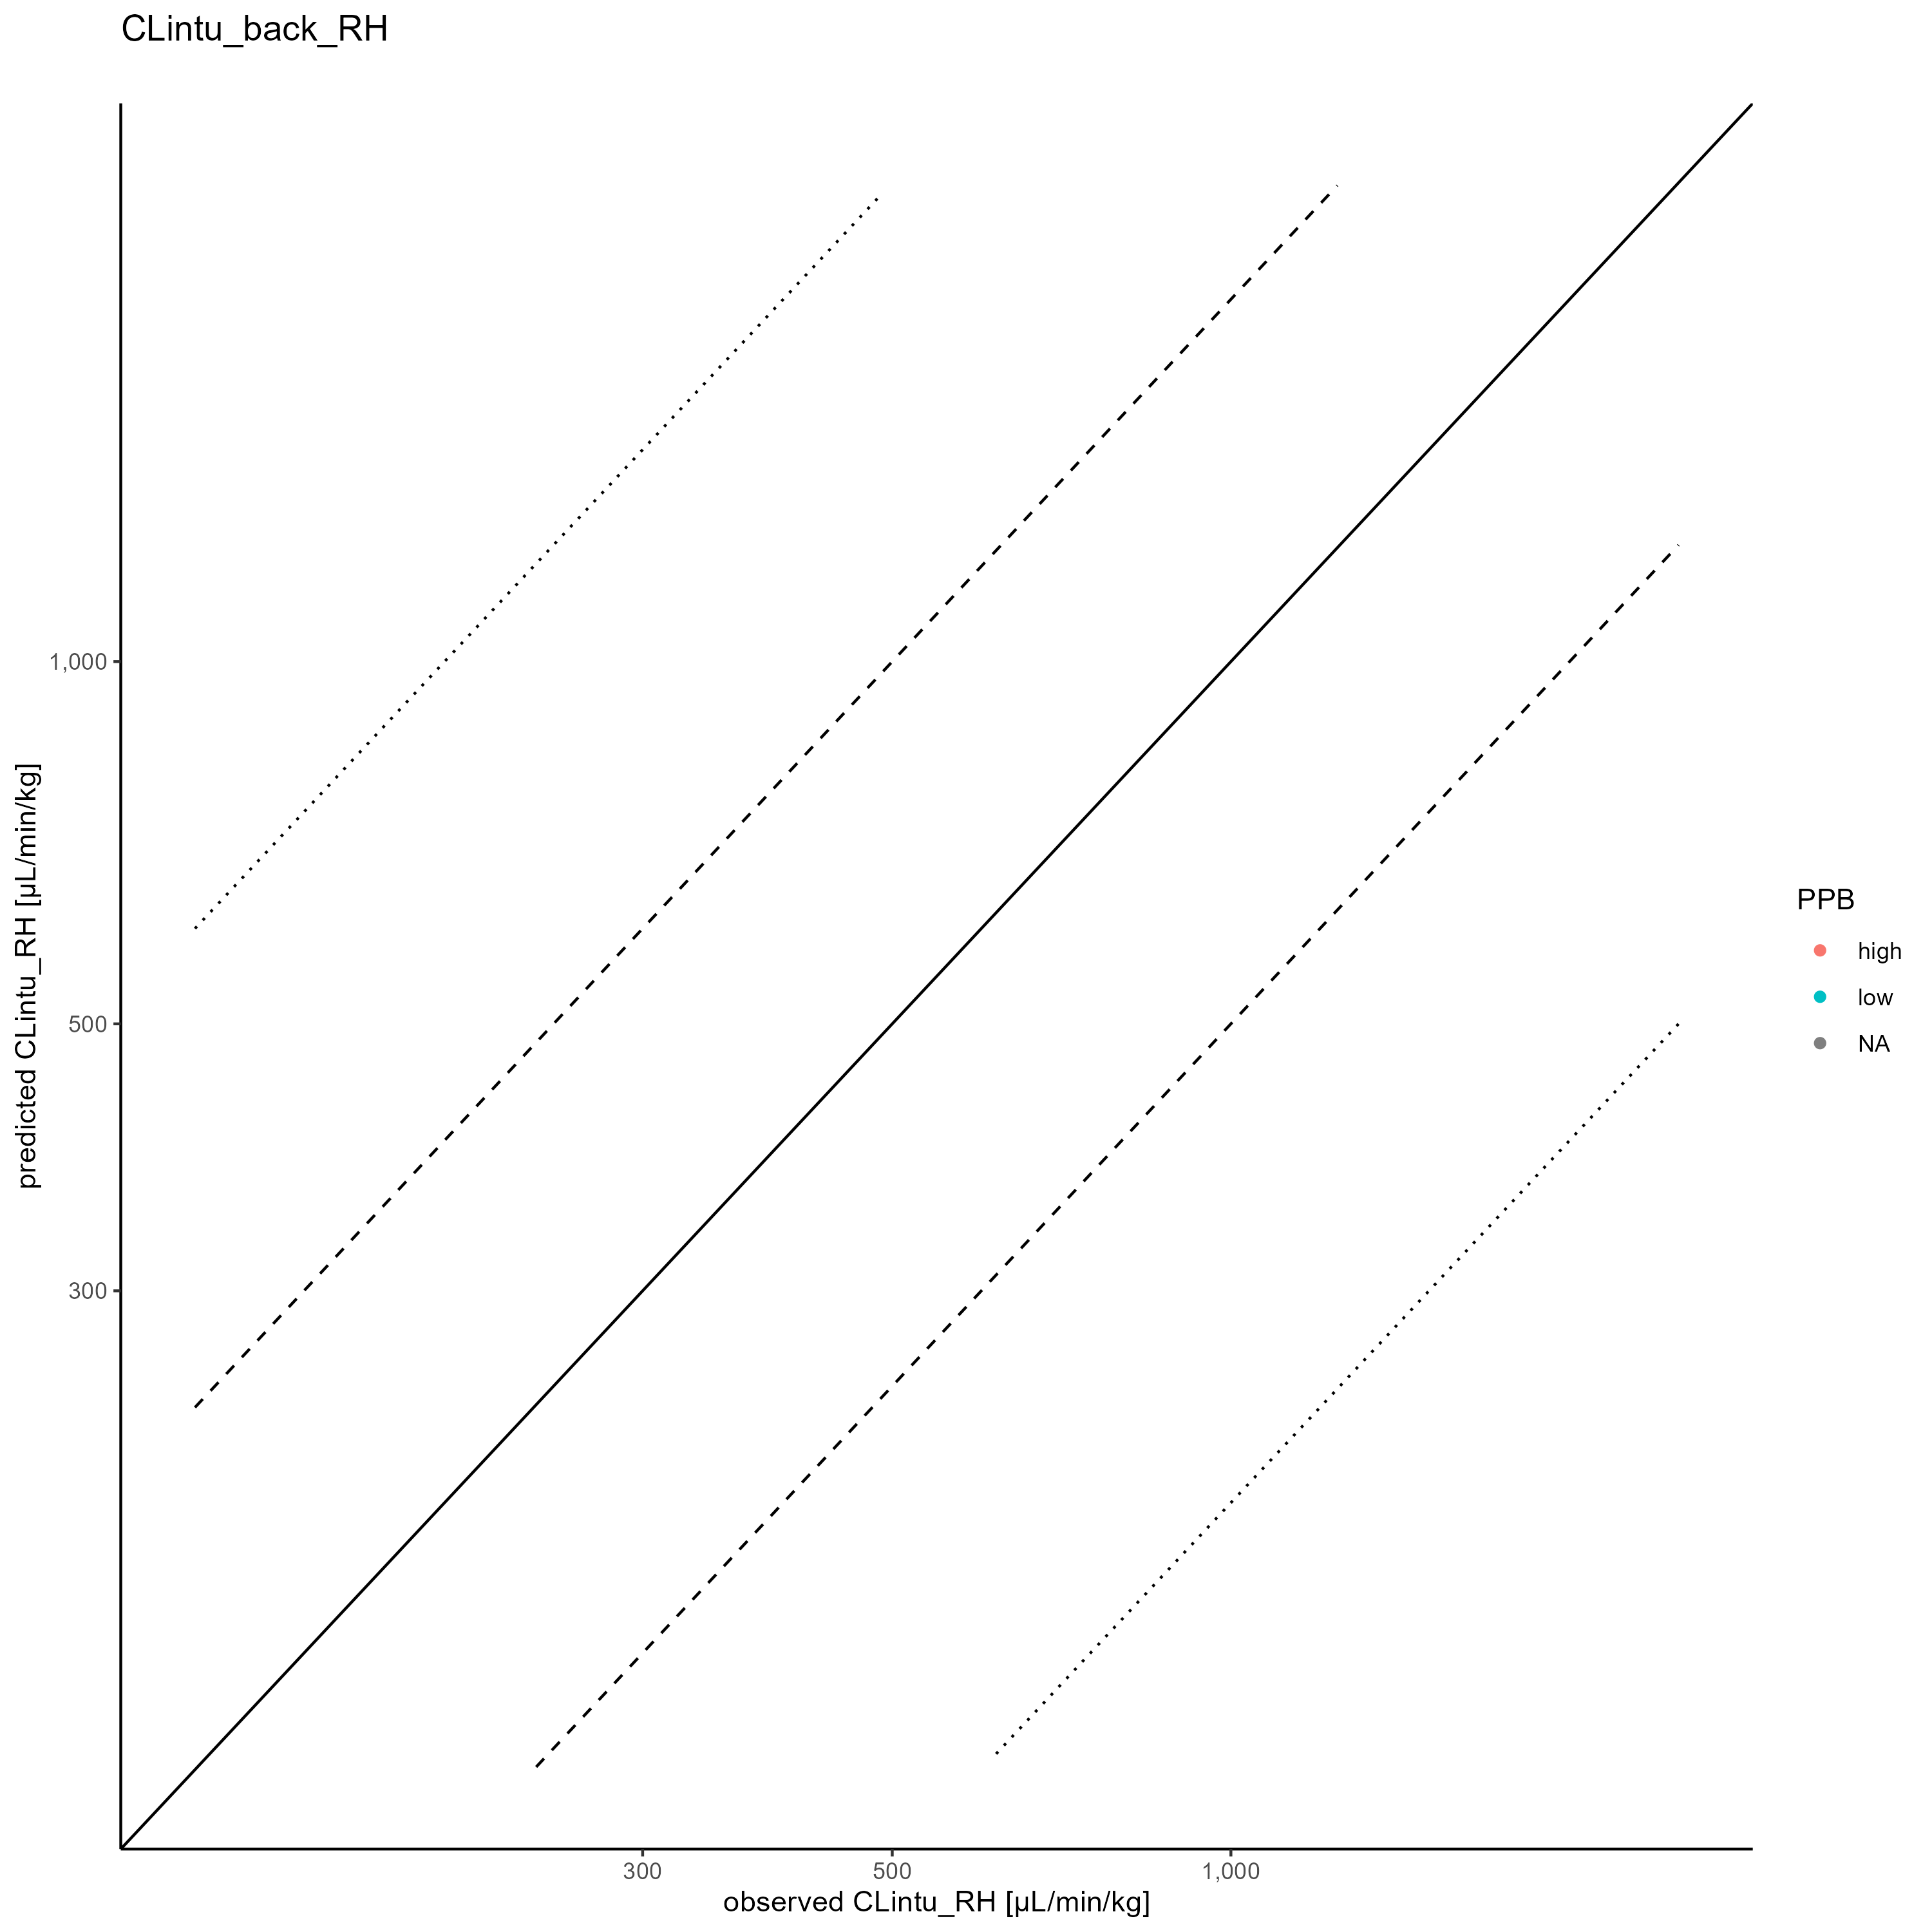 CLintu_back_RH
predicted CLintu_RH [µL/min/kg]
1,000
500
300
300
500
1,000
observed CLintu_RH [µL/min/kg]
PPB
high
low
NA